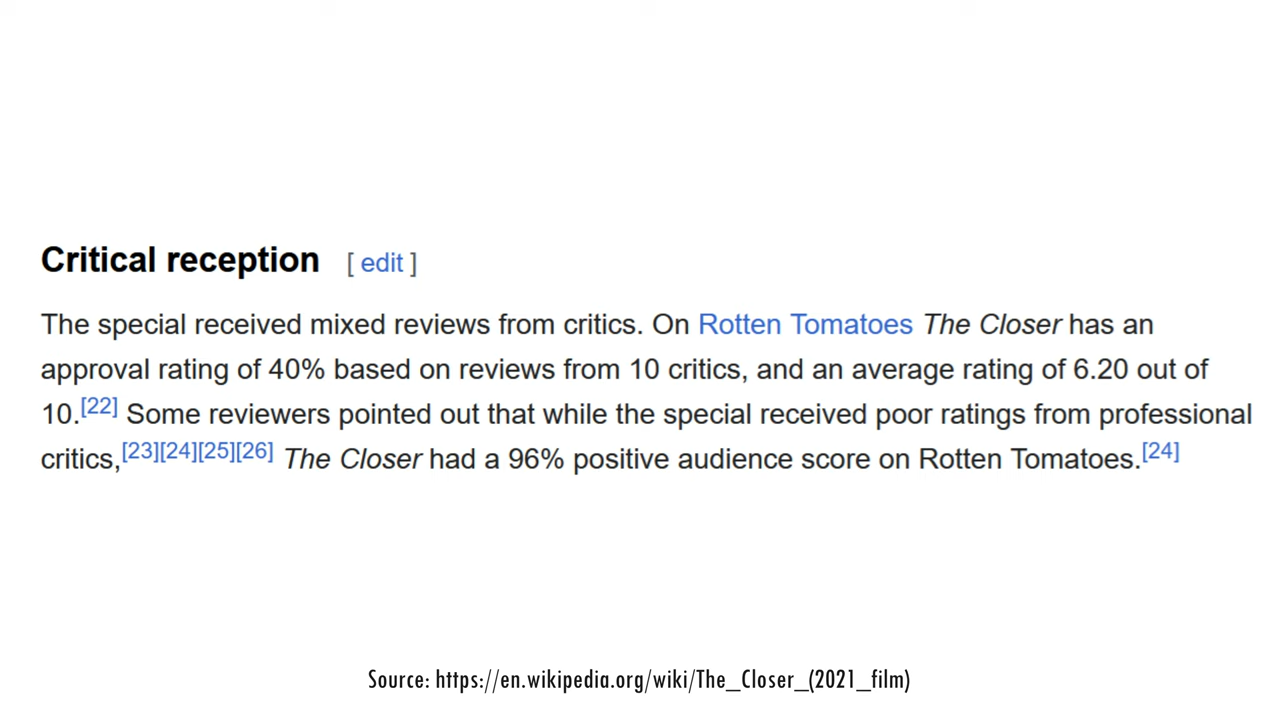 Critical reception [ edit ]
The special received mixed reviews from critics. On Rotten Tomatoes The Closer has an
approval rating of 40% based on reviews from 10 critics, and an average rating of 6.20 out of
10.[22] Some reviewers pointed out that while the special received poor ratings from professional
critics,[23][24][25][26] The Closer had a 96% positive audience score on Rotten Tomatoes.[24]
Source: https://en.wikipedia.org/wiki/The_Closer_(2021_film)